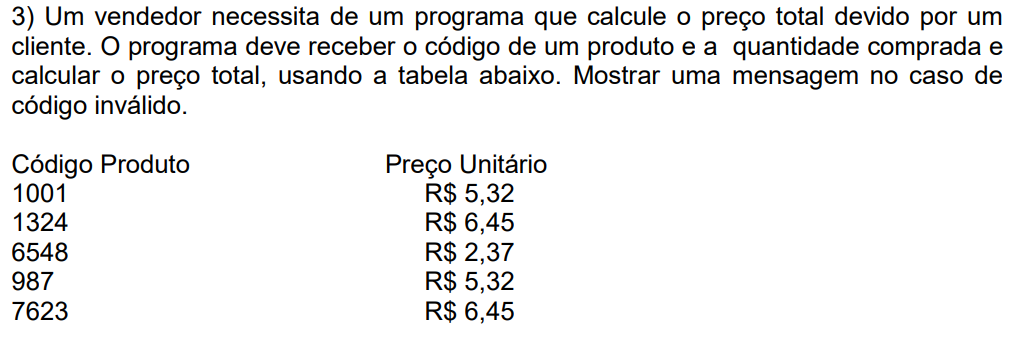 3) Um vendedor necessita de um programa que calcule o preço total devido por um
cliente. O programa deve receber o código de um produto e a quantidade comprada e
calcular o preço total, usando a tabela abaixo. Mostrar uma mensagem no caso de
código inválido.
Código Produto Preço Unitário
1001 R$ 5,32
1324 R$ 6,45
6548 R$ 2,37
987 R$ 5,32
7623 R$ 6,45